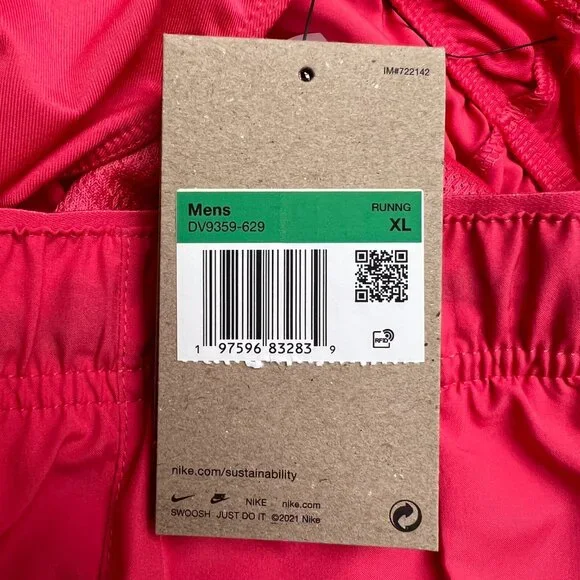 IM#722142
Mens RUNNG
DV9359-629 XL
RFID
1 97596 83283 9
nike.com/sustainability
NIKE nike.com
SWOOSH JUST DO IT ©2021 Nike